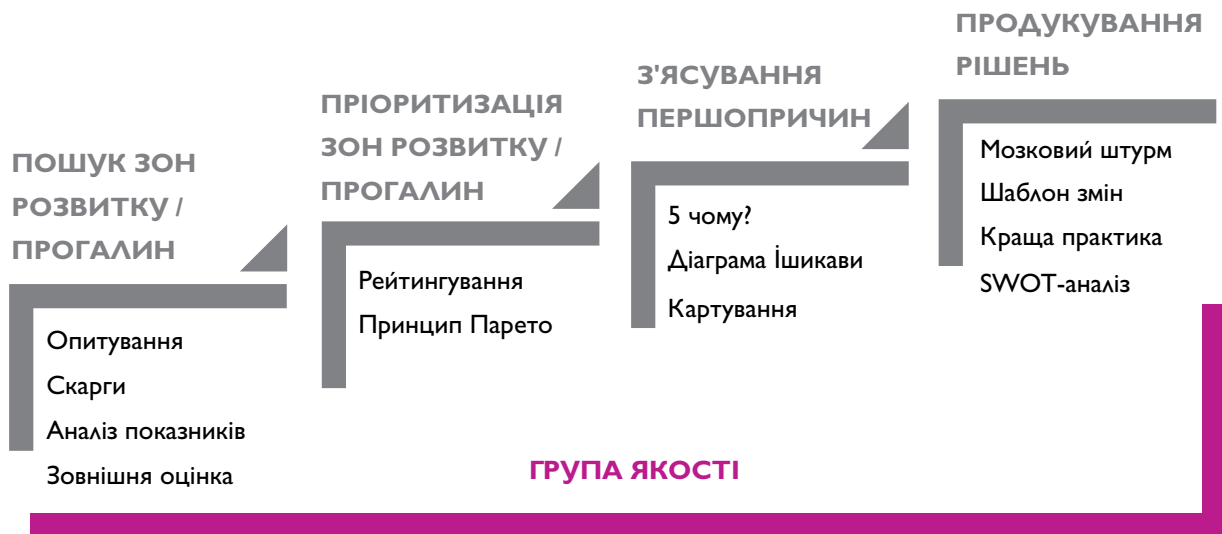 ПОШУК ЗОН
РОЗВИТКУ /
ПРОГАЛИН
Опитування
Скарги
Аналіз показників
Зовнішня оцінка
ПРІОРИТИЗАЦІЯ
ЗОН РОЗВИТКУ /
ПРОГАЛИН
Рейтингування
Принцип Парето
З'ЯСУВАННЯ
ПЕРШОПРИЧИН
5 чому?
Діаграма Ішикави
Картування
ПРОДУКУВАННЯ
РІШЕНЬ
Мозковий штурм
Шаблон змін
Краща практика
SWOT-аналіз
ГРУПА ЯКОСТІ